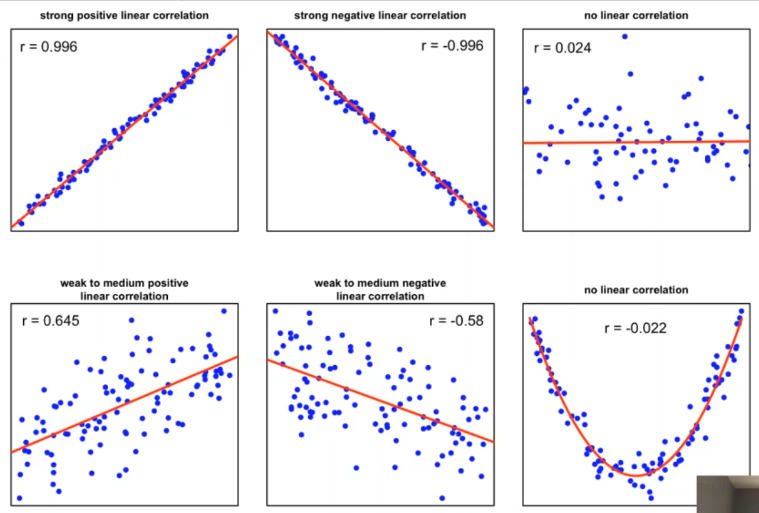 strong positive linear correlation
r = 0.996
strong negative linear correlation
r = -0.996
no linear correlation
r = 0.024
weak to medium positive
linear correlation
r = 0.645
weak to medium negative
linear correlation
r = -0.58
no linear correlation
r = -0.022